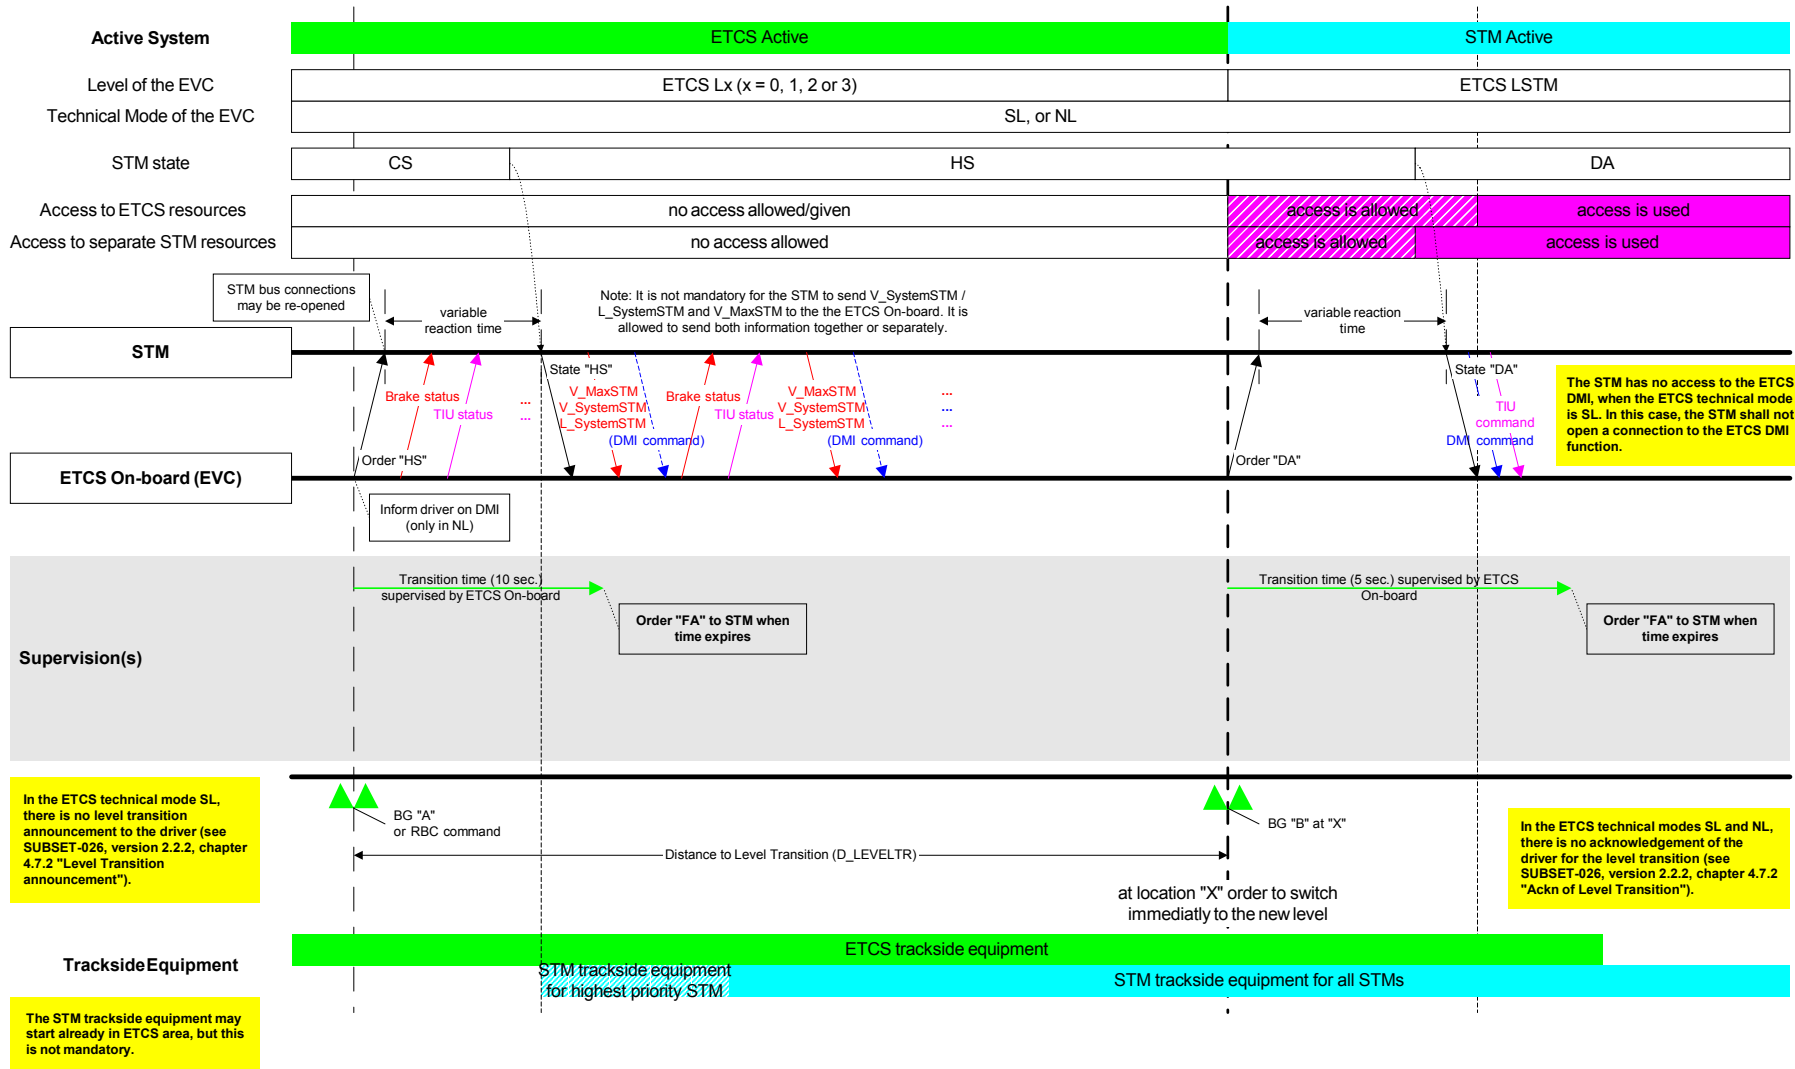 Active System
ETCS Active
STM Active
Level of the EVC
ETCS Lx (x = 0, 1, 2 or 3)
ETCS LSTM
Technical Mode of the EVC
SL, or NL
STM state
CS
HS
DA
Access to ETCS resources
no access allowed/given
access is allowed
access is used
Access to separate STM resources
no access allowed
access is allowed
access is used
STM bus connections
may be re-opened
variable
reaction time
Note: It is not mandatory for the STM to send V_SystemSTM /
L_SystemSTM and V_MaxSTM to the the ETCS On-board. It is
allowed to send both information together or separately.
variable reaction
time
STM
Order "HS"
Brake status
TIU status
...
...
State "HS"
V_MaxSTM
V_SystemSTM
L_SystemSTM
(DMI command)
Brake status
TIU status
V_MaxSTM
V_SystemSTM
L_SystemSTM
(DMI command)
...
...
...
Order "DA"
State "DA"
TIU
command
DMI command
The STM has no access to the ETCS
DMI, when the ETCS technical mode
is SL. In this case, the STM shall not
open a connection to the ETCS DMI
function.
ETCS On-board (EVC)
Inform driver on DMI
(only in NL)
Supervision(s)
Transition time (10 sec.)
supervised by ETCS On-board
Order "FA" to STM when
time expires
Transition time (5 sec.) supervised by ETCS
On-board
Order "FA" to STM when
time expires
In the ETCS technical mode SL,
there is no level transition
announcement to the driver (see
SUBSET-026, version 2.2.2, chapter
4.7.2 "Level Transition
announcement").
BG "A"
or RBC command
BG "B" at "X"
Distance to Level Transition (D_LEVELTR)
at location "X" order to switch
immediatly to the new level
In the ETCS technical modes SL and NL,
there is no acknowledgement of the
driver for the level transition (see
SUBSET-026, version 2.2.2, chapter 4.7.2
"Ackn of Level Transition").
Trackside Equipment
ETCS trackside equipment
STM trackside equipment
for highest priority STM
STM trackside equipment for all STMs
The STM trackside equipment may
start already in ETCS area, but this
is not mandatory.